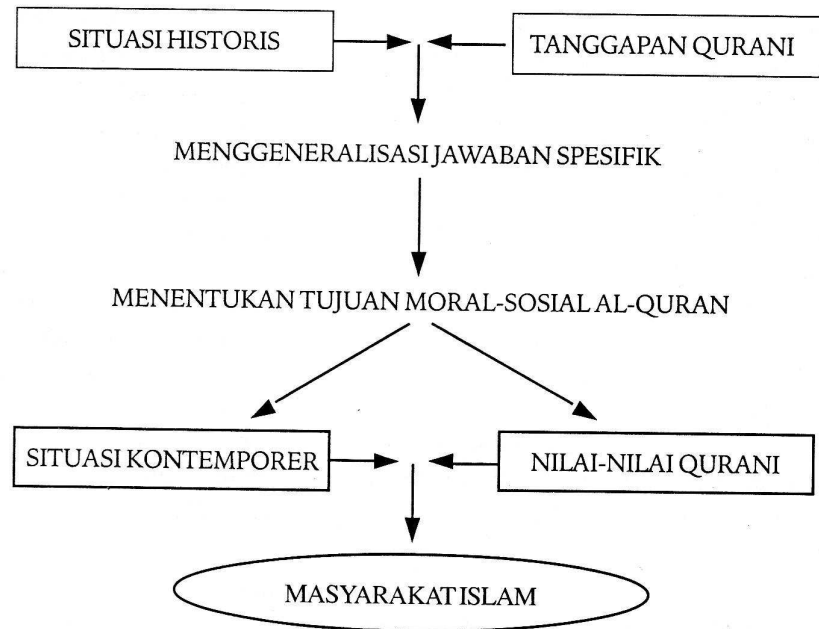 SITUASI HISTORIS
TANGGAPAN QURANI
MENGGENERALISASI JAWABAN SPESIFIK
MENENTUKAN TUJUAN MORAL-SOSIAL AL-QURAN
SITUASI KONTEMPORER
NILAI-NILAI QURANI
MASYARAKAT ISLAM